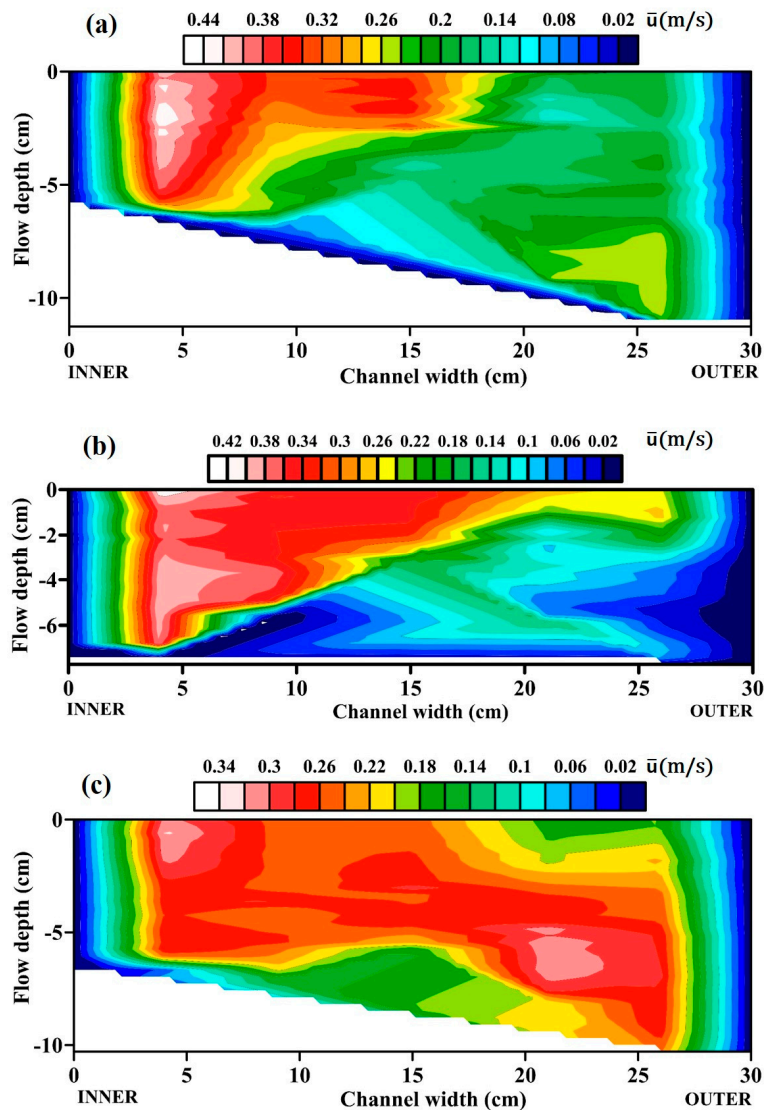 (a)
0.44 0.38 0.32 0.26 0.2 0.14 0.08 0.02 u̅(m/s)
0
-5
-10
Flow depth (cm)
0 5 10 15 20 25 30
INNER Channel width (cm) OUTER
(b)
0.42 0.38 0.34 0.3 0.26 0.22 0.18 0.14 0.1 0.06 0.02 u̅(m/s)
0
-2
-4
-6
Flow depth (cm)
0 5 10 15 20 25 30
INNER Channel width (cm) OUTER
(c)
0.34 0.3 0.26 0.22 0.18 0.14 0.1 0.06 0.02 u̅(m/s)
0
-5
-10
Flow depth (cm)
0 5 10 15 20 25 30
INNER Channel width (cm) OUTER